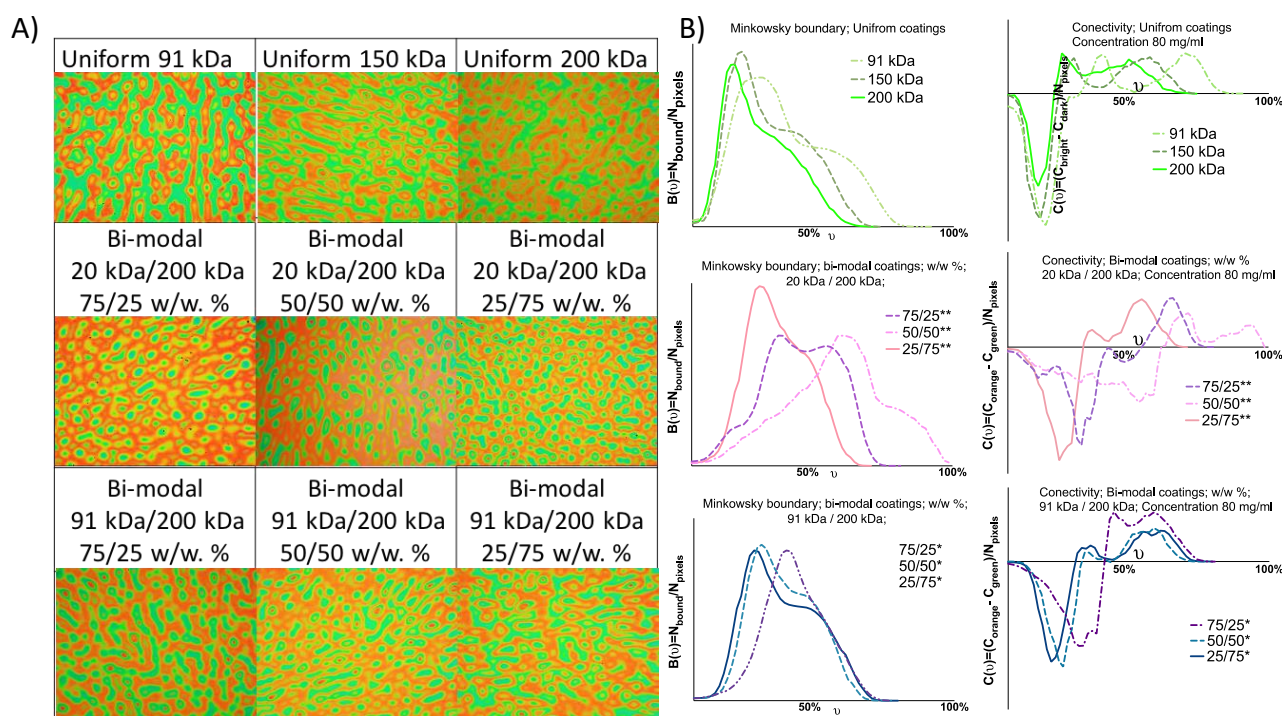 A)
Uniform 91 kDa
Uniform 150 kDa
Uniform 200 kDa
Bi-modal
20 kDa/200 kDa
75/25 w/w. %
Bi-modal
20 kDa/200 kDa
50/50 w/w. %
Bi-modal
20 kDa/200 kDa
25/75 w/w. %
Bi-modal
91 kDa/200 kDa
75/25 w/w. %
Bi-modal
91 kDa/200 kDa
50/50 w/w. %
Bi-modal
91 kDa/200 kDa
25/75 w/w. %
B)
Minkowsky boundary; Unifrom coatings
B(υ)=N_bound/N_pixels
91 kDa
150 kDa
200 kDa
50%
υ
100%
Conectivity; Unifrom coatings
Concentration 80 mg/ml
C(υ)=(C_bright- C_dark)/N_pixels
υ
50%
100%
91 kDa
150 kDa
200 kDa
Minkowsky boundary; bi-modal coatings; w/w %;
20 kDa / 200 kDa;
B(υ)=N_bound/N_pixels
75/25**
50/50**
25/75**
50%
υ
100%
Conectivity; Bi-modal coatings; w/w %
20 kDa / 200 kDa; Concentration 80 mg/ml
C(υ)=(C_orange- C_green)/N_pixels
υ
50%
100%
75/25**
50/50**
25/75**
Minkowsky boundary; bi-modal coatings; w/w %;
91 kDa / 200 kDa;
B(υ)=N_bound/N_pixels
75/25*
50/50*
25/75*
50%
υ
100%
Conectivity; Bi-modal coatings; w/w %;
91 kDa / 200 kDa; Concentration 80 mg/ml
C(υ)=(C_orange- C_green)/N_pixels
υ
50%
100%
75/25*
50/50*
25/75*